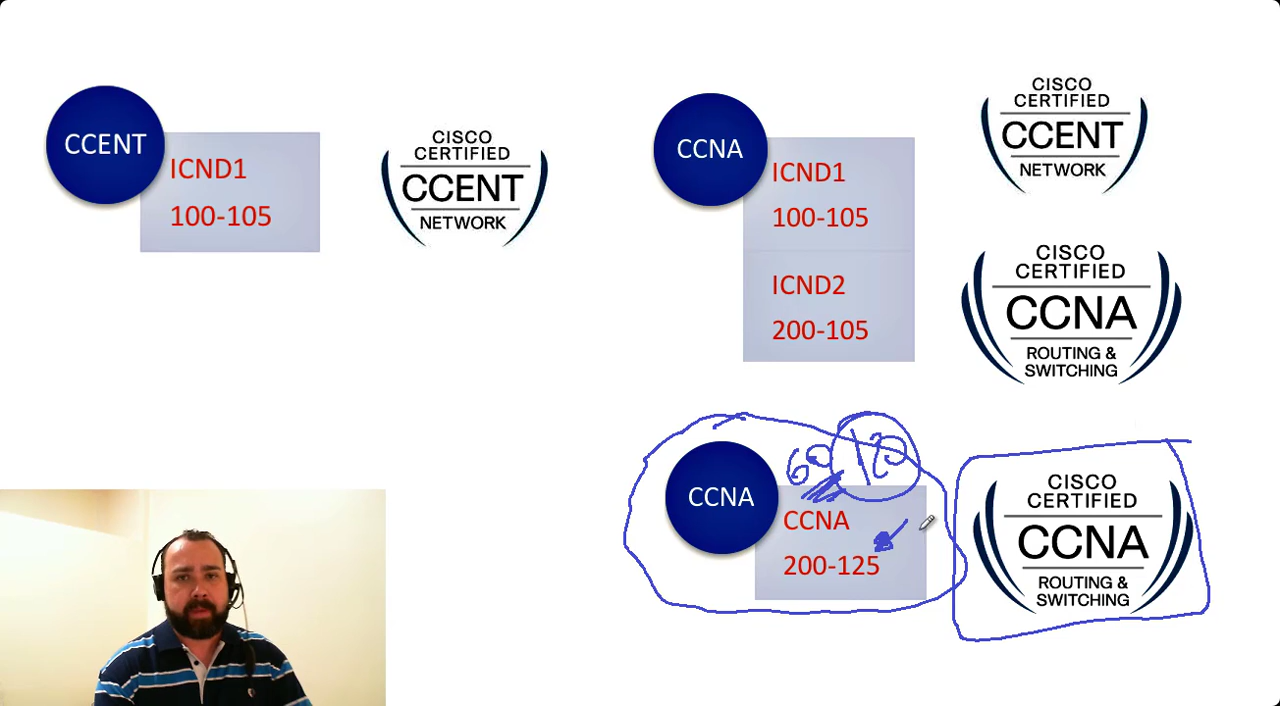 CCENT
ICND1
100-105
CISCO
CERTIFIED
CCENT
NETWORK
CCNA
ICND1
100-105
ICND2
200-105
CISCO
CERTIFIED
CCENT
NETWORK
CISCO
CERTIFIED
CCNA
ROUTING &
SWITCHING
60 120
CCNA
CCNA
200-125
CISCO
CERTIFIED
CCNA
ROUTING &
SWITCHING